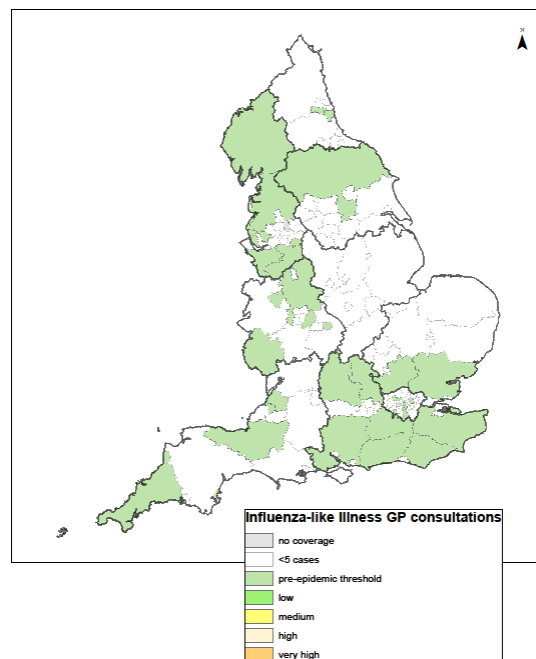 N
Influenza-like Illness GP consultations
no coverage
<5 cases
pre-epidemic threshold
low
medium
high
very high